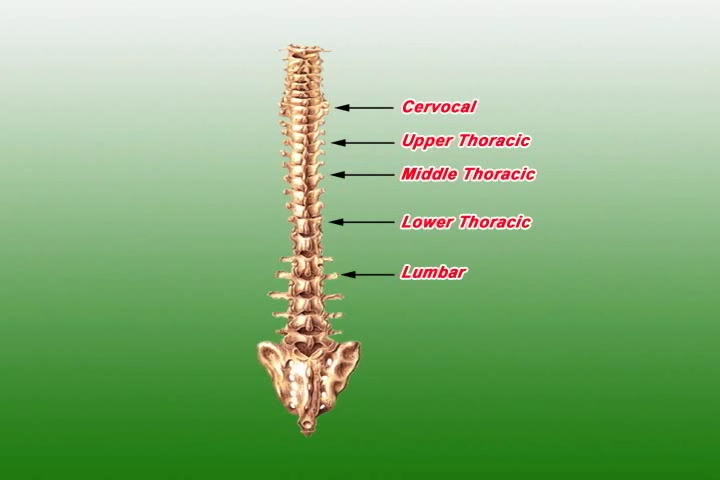 Cervocal
Upper Thoracic
Middle Thoracic
Lower Thoracic
Lumbar